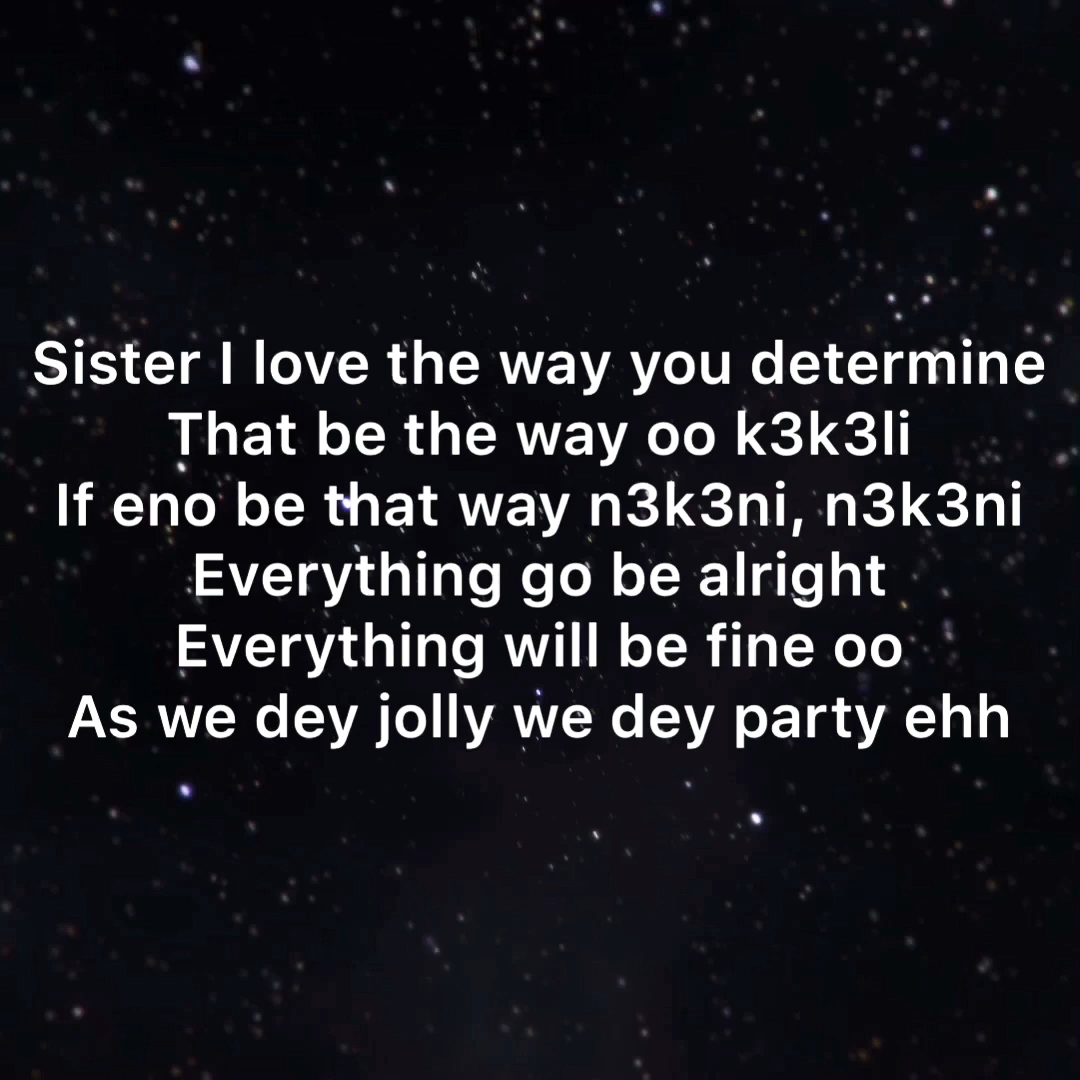 Sister I love the way you determine
That be the way oo k3k3li
If eno be that way n3k3ni, n3k3ni
Everything go be alright
Everything will be fine oo
As we dey jolly we dey party ehh